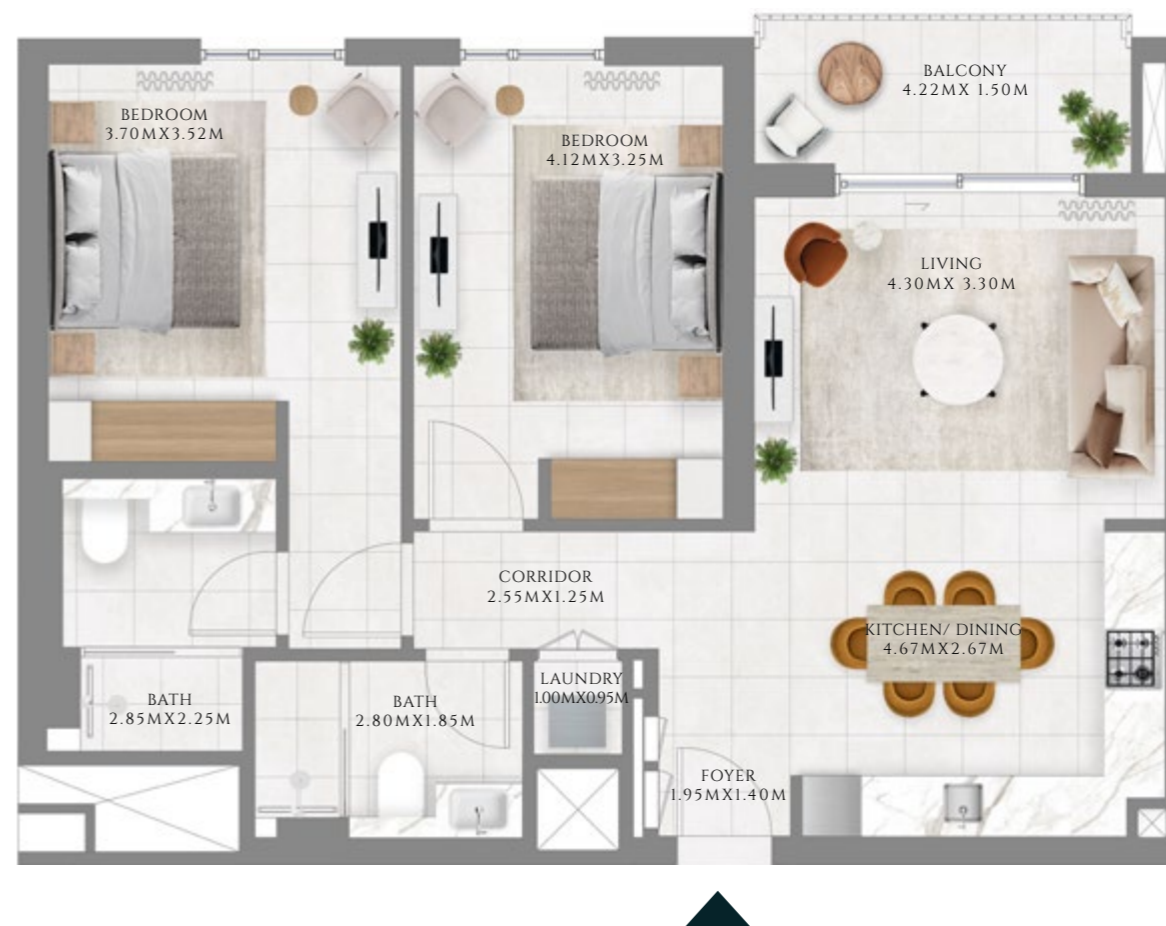 BALCONY
4.22MX 1.50M
BEDROOM
3.70MX3.52M
BEDROOM
4.12MX3.25M
LIVING
4.30MX 3.30M
CORRIDOR
2.55MX1.25M
KITCHEN/ DINING
4.67MX2.67M
LAUNDRY
1.00MX0.95M
BATH
2.85MX2.25M
BATH
2.80MX1.85M
FOYER
1.95MX1.40M